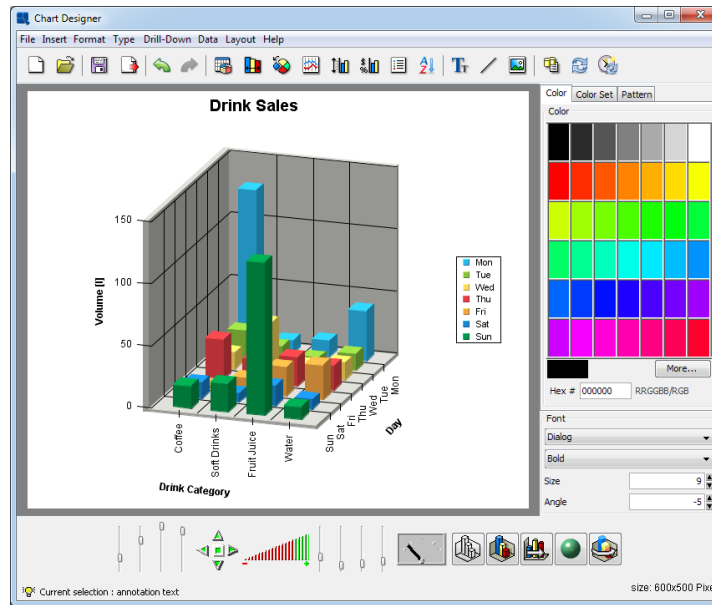 Chart Designer
File Insert Format Type Drill-Down Data Layout Help
Drink Sales
150
100
50
0
Volume [l]
Coffee
Soft Drinks
Fruit Juice
Water
Drink Category
Sun
Sat
Fri
Thu
Wed
Tue
Mon
Day
Mon
Tue
Wed
Thu
Fri
Sat
Sun
Color Color Set Pattern
Color
More...
Hex # 000000 RRGGBB/RGB
Font
Dialog
Bold
Size 9
Angle -5
Current selection : annotation text
size: 600x500 Pixe